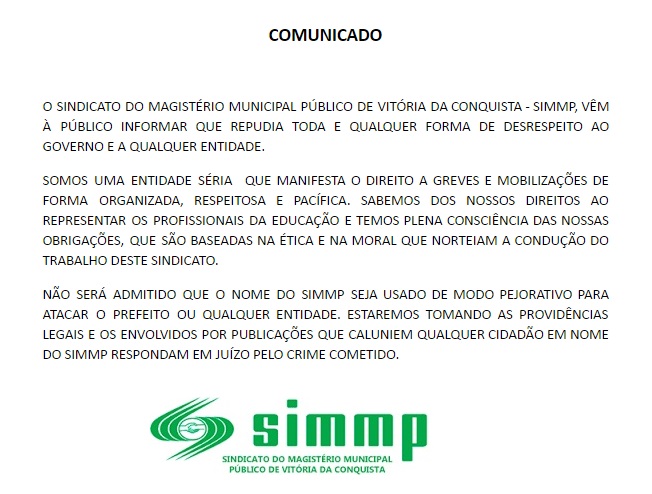 COMUNICADO
O SINDICATO DO MAGISTÉRIO MUNICIPAL PÚBLICO DE VITÓRIA DA CONQUISTA - SIMMP, VÊM
À PÚBLICO INFORMAR QUE REPUDIA TODA E QUALQUER FORMA DE DESRESPEITO AO
GOVERNO E A QUALQUER ENTIDADE.
SOMOS UMA ENTIDADE SÉRIA QUE MANIFESTA O DIREITO A GREVES E MOBILIZAÇÕES DE
FORMA ORGANIZADA, RESPEITOSA E PACÍFICA. SABEMOS DOS NOSSOS DIREITOS AO
REPRESENTAR OS PROFISSIONAIS DA EDUCAÇÃO E TEMOS PLENA CONSCIÊNCIA DAS NOSSAS
OBRIGAÇÕES, QUE SÃO BASEADAS NA ÉTICA E NA MORAL QUE NORTEIAM A CONDUÇÃO DO
TRABALHO DESTE SINDICATO.
NÃO SERÁ ADMITIDO QUE O NOME DO SIMMP SEJA USADO DE MODO PEJORATIVO PARA
ATACAR O PREFEITO OU QUALQUER ENTIDADE. ESTAREMOS TOMANDO AS PROVIDÊNCIAS
LEGAIS E OS ENVOLVIDOS POR PUBLICAÇÕES QUE CALUNIEM QUALQUER CIDADÃO EM NOME
DO SIMMP RESPONDAM EM JUÍZO PELO CRIME COMETIDO.
simmp
SINDICATO DO MAGISTÉRIO MUNICIPAL
PÚBLICO DE VITÓRIA DA CONQUISTA